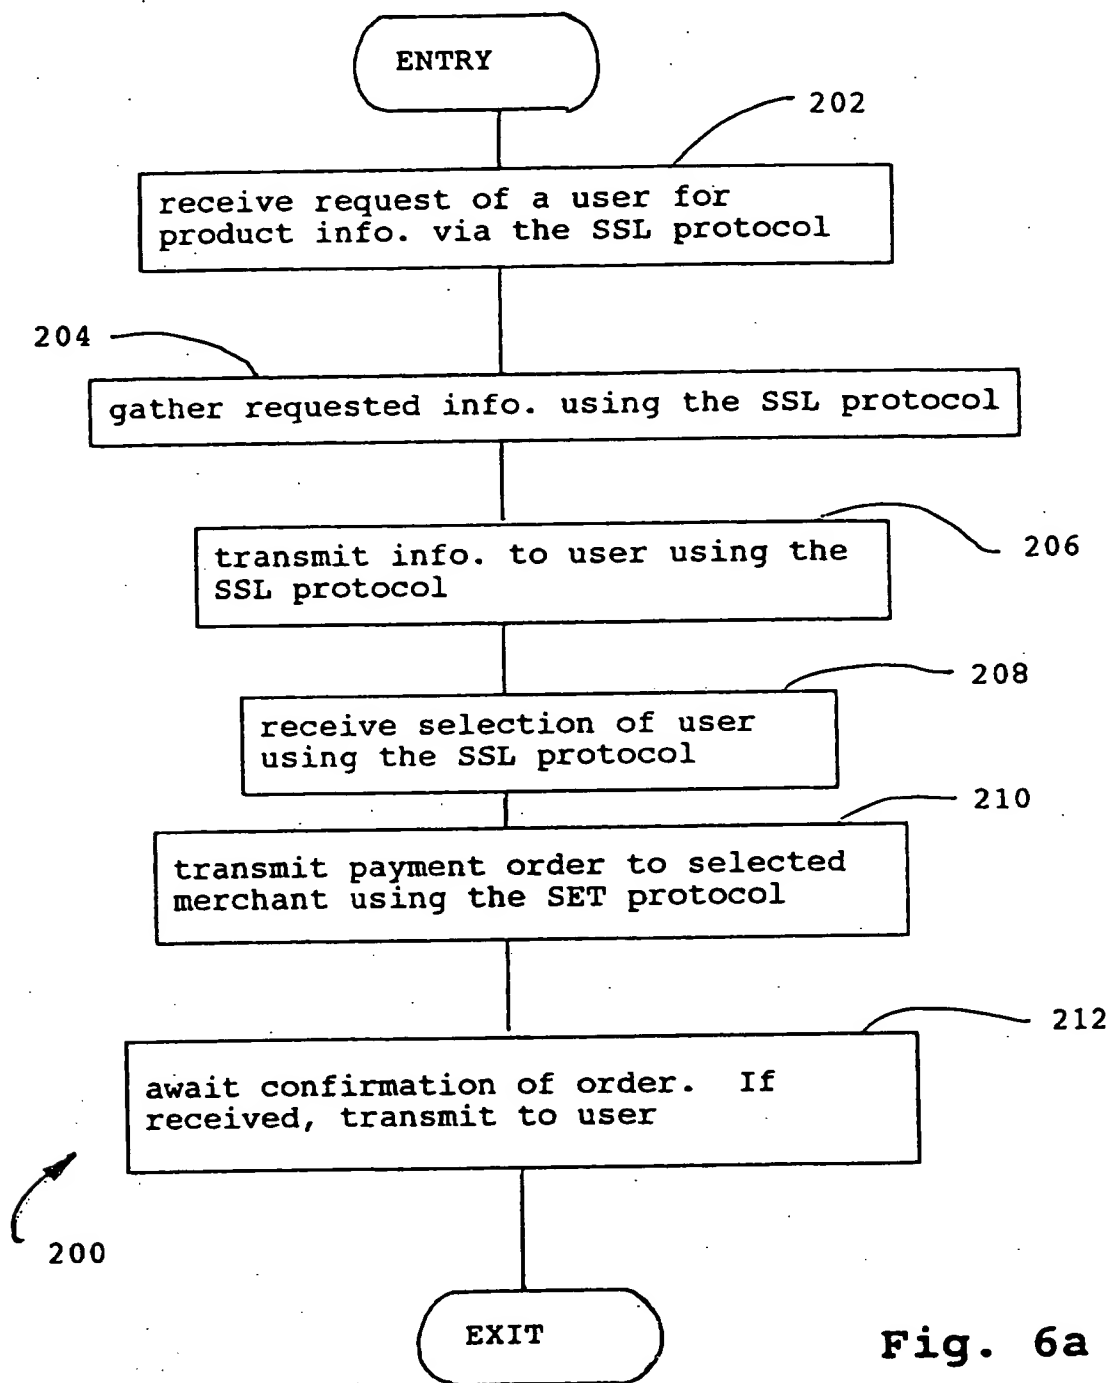 ENTRY
202
receive request of a user for
product info. via the SSL protocol
204
gather requested info. using the SSL protocol
transmit info. to user using the
SSL protocol
206
208
receive selection of user
using the SSL protocol
210
transmit payment order to selected
merchant using the SET protocol
212
await confirmation of order. If
received, transmit to user
200
EXIT
Fig. 6a